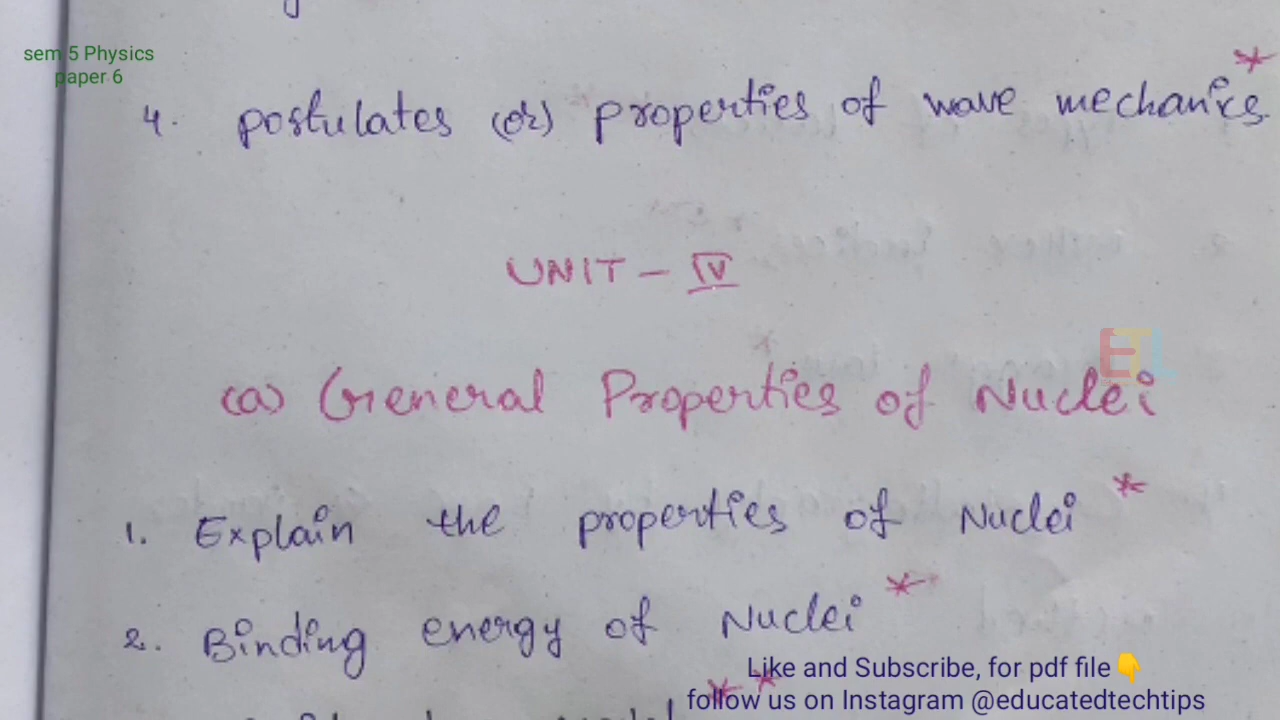 sem 5 Physics
paper 6
4. postulates (or) properties of wave mechanics *
UNIT - IV
ETL
(a) General Properties of Nuclei
1. Explain the properties of Nuclei *
2. Binding energy of Nuclei *
Like and Subscribe, for pdf file👇
follow us on Instagram @educatedtechtips